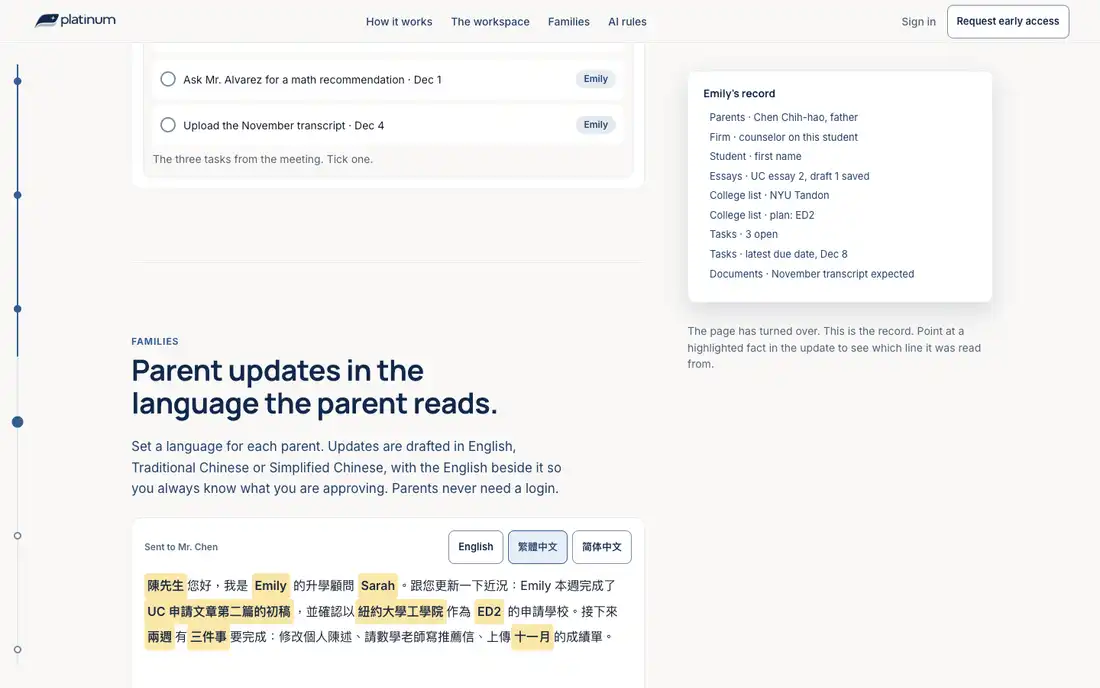 platinum
How it works
The workspace
Families
AI rules
Sign in
Request early access
Ask Mr. Alvarez for a math recommendation · Dec 1
Emily
Upload the November transcript · Dec 4
Emily
The three tasks from the meeting. Tick one.
Emily's record
Parents · Chen Chih-hao, father
Firm · counselor on this student
Student · first name
Essays · UC essay 2, draft 1 saved
College list · NYU Tandon
College list · plan: ED2
Tasks · 3 open
Tasks · latest due date, Dec 8
Documents · November transcript expected
The page has turned over. This is the record. Point at a
highlighted fact in the update to see which line it was read
from.
FAMILIES
Parent updates in the
language the parent reads.
Set a language for each parent. Updates are drafted in English,
Traditional Chinese or Simplified Chinese, with the English beside it so
you always know what you are approving. Parents never need a login.
Sent to Mr. Chen
English
繁體中文
简体中文
陳先生您好，我是 Emily 的升學顧問 Sarah 。跟您更新一下近況：Emily 本週完成了
UC 申請文章第二篇的初稿 ，並確認以 紐約大學工學院 作為 ED2 的申請學校。接下來
兩週 有 三件事 要完成：修改個人陳述、請數學老師寫推薦信、上傳 十一月 的成績單。